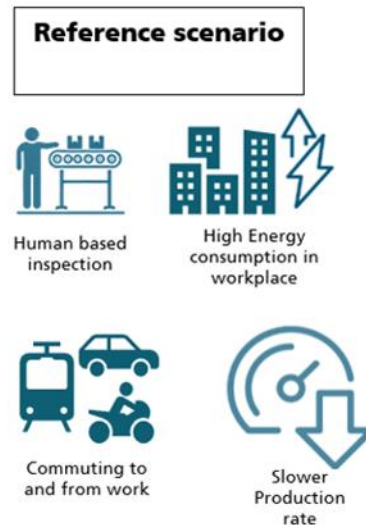 Reference scenario
Human based
inspection
High Energy
consumption in
workplace
Commuting to
and from work
Slower
Production
rate